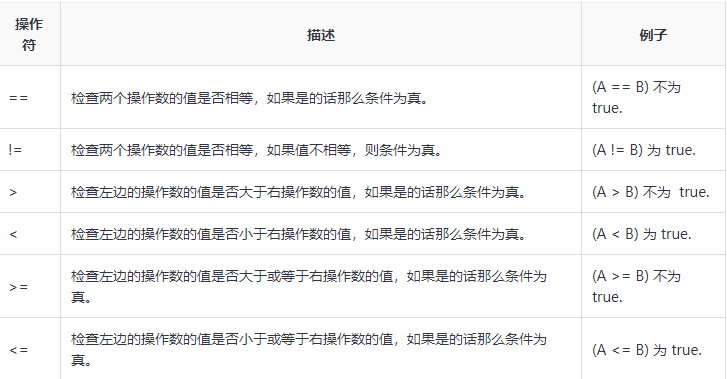 操作
符
描述
例子
==
检查两个操作数的值是否相等，如果是的话那么条件为真。
(A == B) 不为
true.
!=
检查两个操作数的值是否相等，如果值不相等，则条件为真。
(A != B) 为 true.
>
检查左边的操作数的值是否大于右操作数的值，如果是的话那么条件为真。
(A > B) 不为  true.
<
检查左边的操作数的值是否小于右操作数的值，如果是的话那么条件为真。
(A < B) 为 true.
>=
检查左边的操作数的值是否大于或等于右操作数的值，如果是的话那么条件为
真。
(A >= B) 不为
true.
<=
检查左边的操作数的值是否小于或等于右操作数的值，如果是的话那么条件为
真。
(A <= B) 为 true.